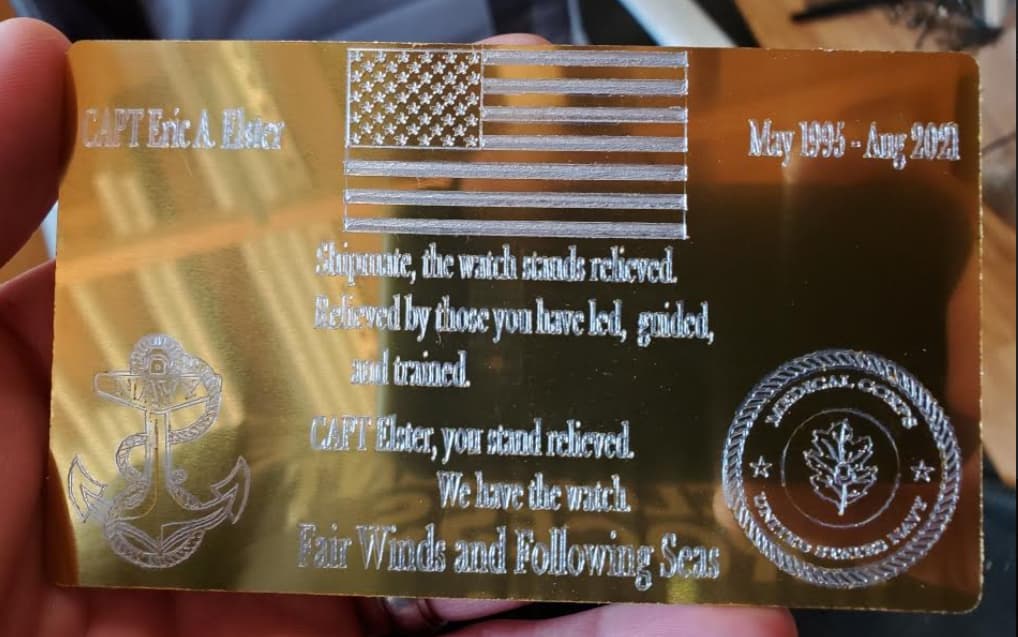 CAPT Eric A Elster
May 1995 - Aug 2021
Shipmate, the watch stands relieved.
Relieved by those you have led, guided,
and trained.
CAPT Elster, you stand relieved.
We have the watch.
Fair Winds and Following Seas
NAVY
MEDICAL CORPS
UNITED STATES NAVY